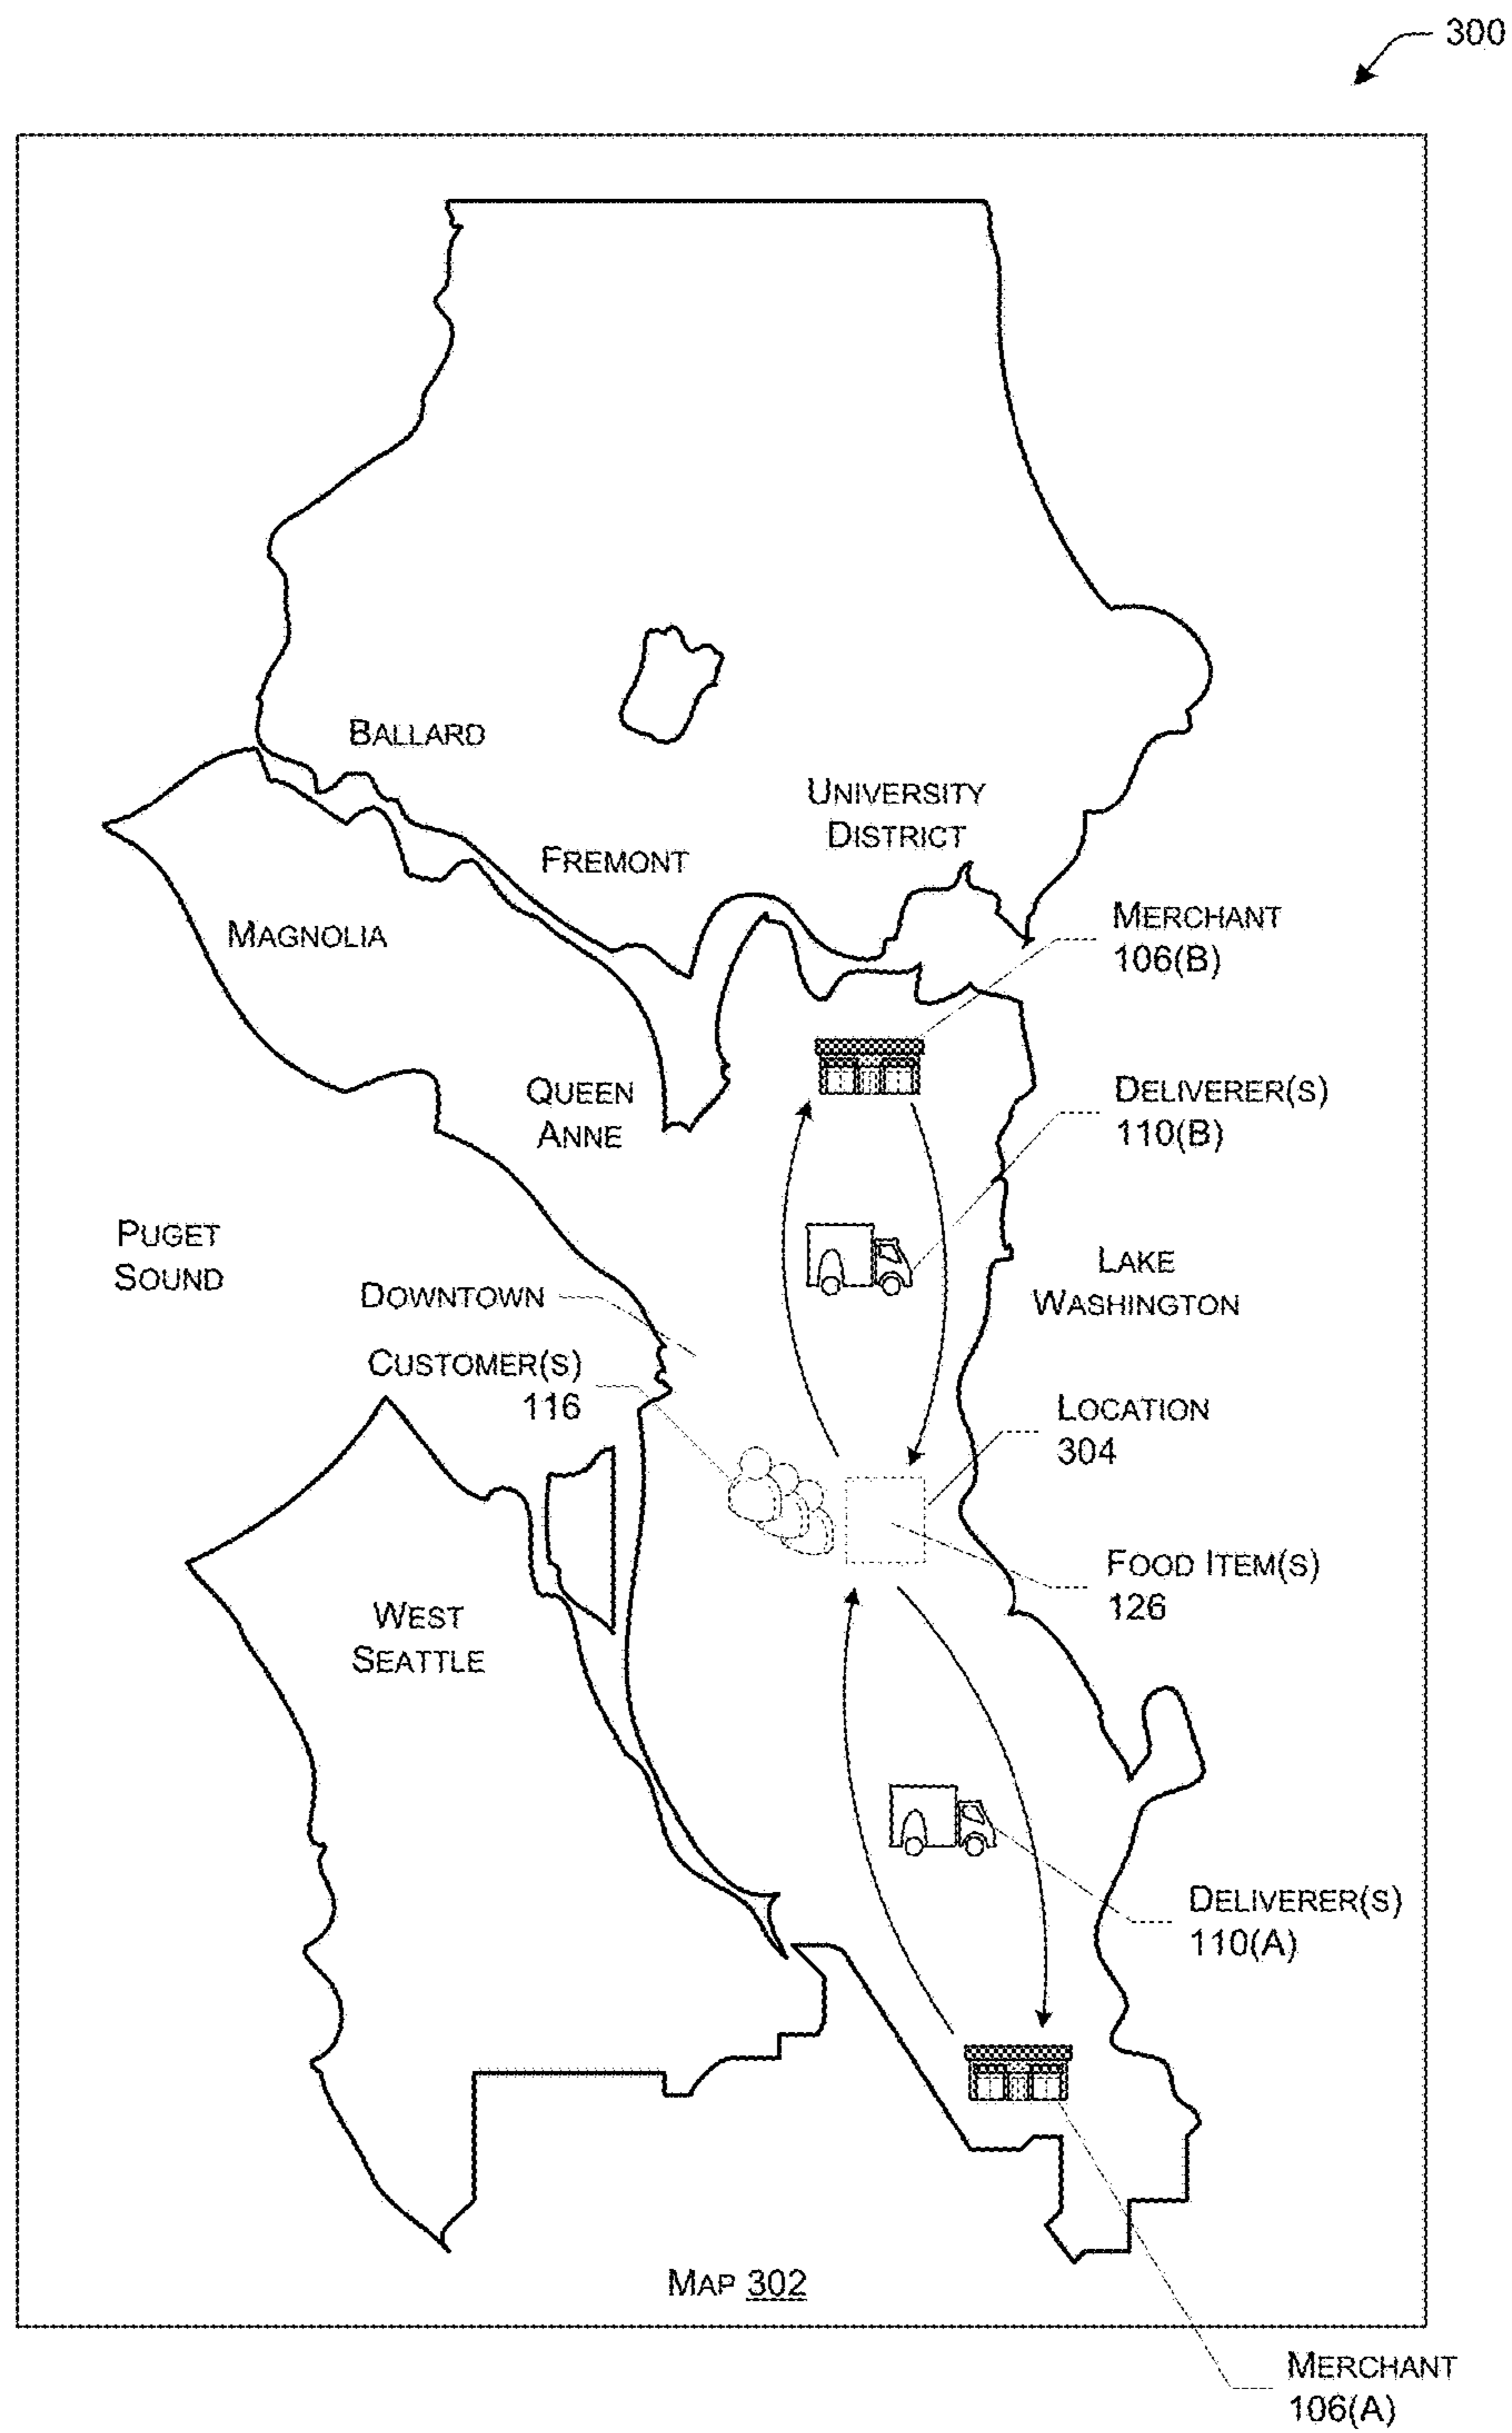 300
BALLARD
UNIVERSITY
DISTRICT
FREMONT
MAGNOLIA
MERCHANT
106(B)
QUEEN
ANNE
DELIVERER(S)
110(B)
PUGET
SOUND
LAKE
WASHINGTON
DOWNTOWN
CUSTOMER(S)
116
LOCATION
304
FOOD ITEM(S)
126
WEST
SEATTLE
DELIVERER(S)
110(A)
MAP 302
MERCHANT
106(A)